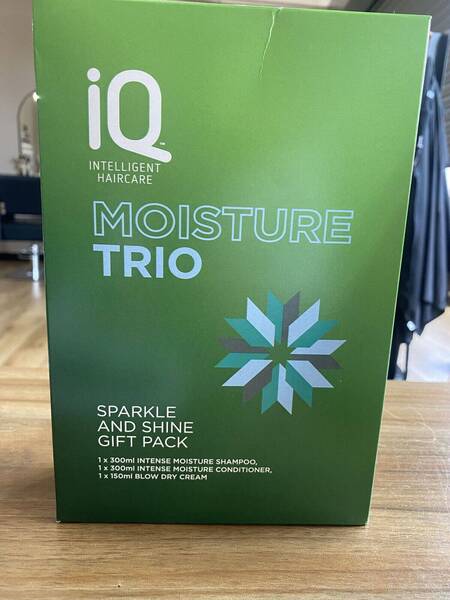 iQ™
INTELLIGENT
HAIRCARE
MOISTURE
TRIO
SPARKLE
AND SHINE
GIFT PACK
1 x 300ml INTENSE MOISTURE SHAMPOO,
1 x 300ml INTENSE MOISTURE CONDITIONER,
1 x 150ml BLOW DRY CREAM